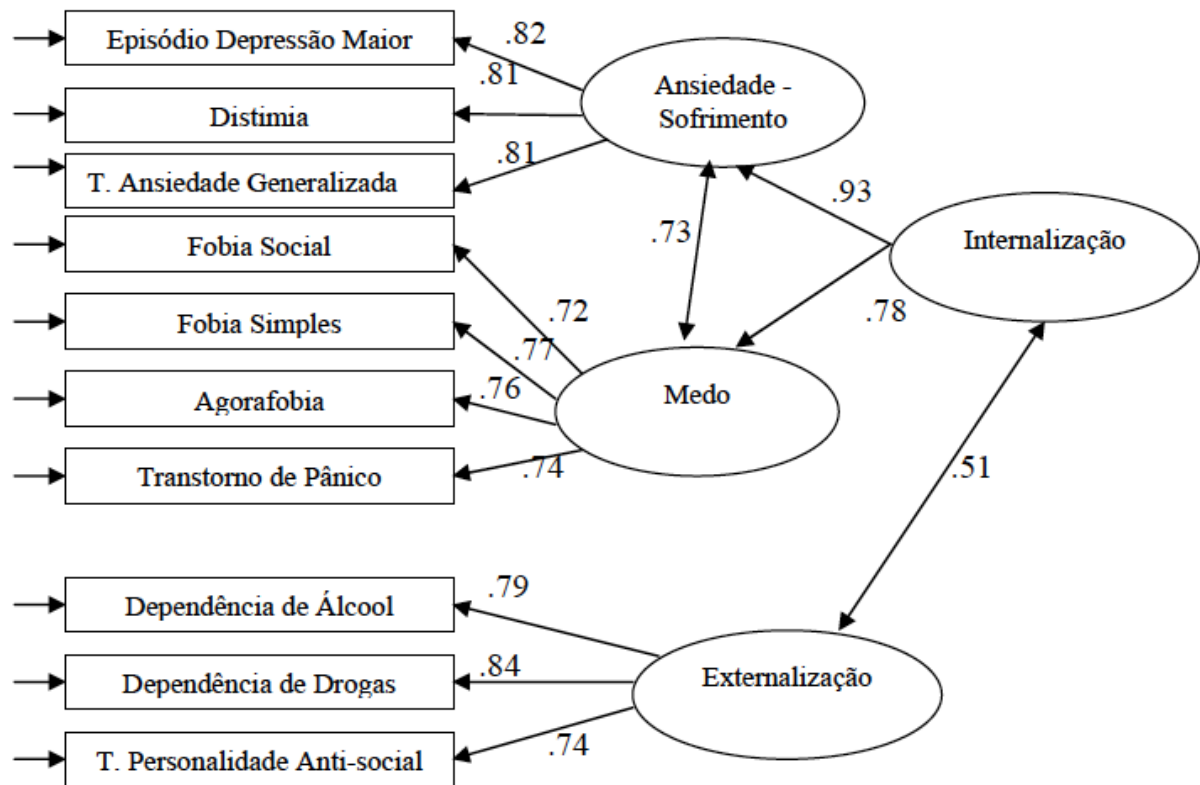 Episódio Depressão Maior
.82
Ansiedade -
Sofrimento
.81
Distimia
.81
T. Ansiedade Generalizada
.93
Fobia Social
.73
Internalização
.72
.78
Fobia Simples
.77
Medo
.76
Agorafobia
.74
Transtorno de Pânico
.51
.79
Dependência de Álcool
.84
Externalização
Dependência de Drogas
.74
T. Personalidade Anti-social